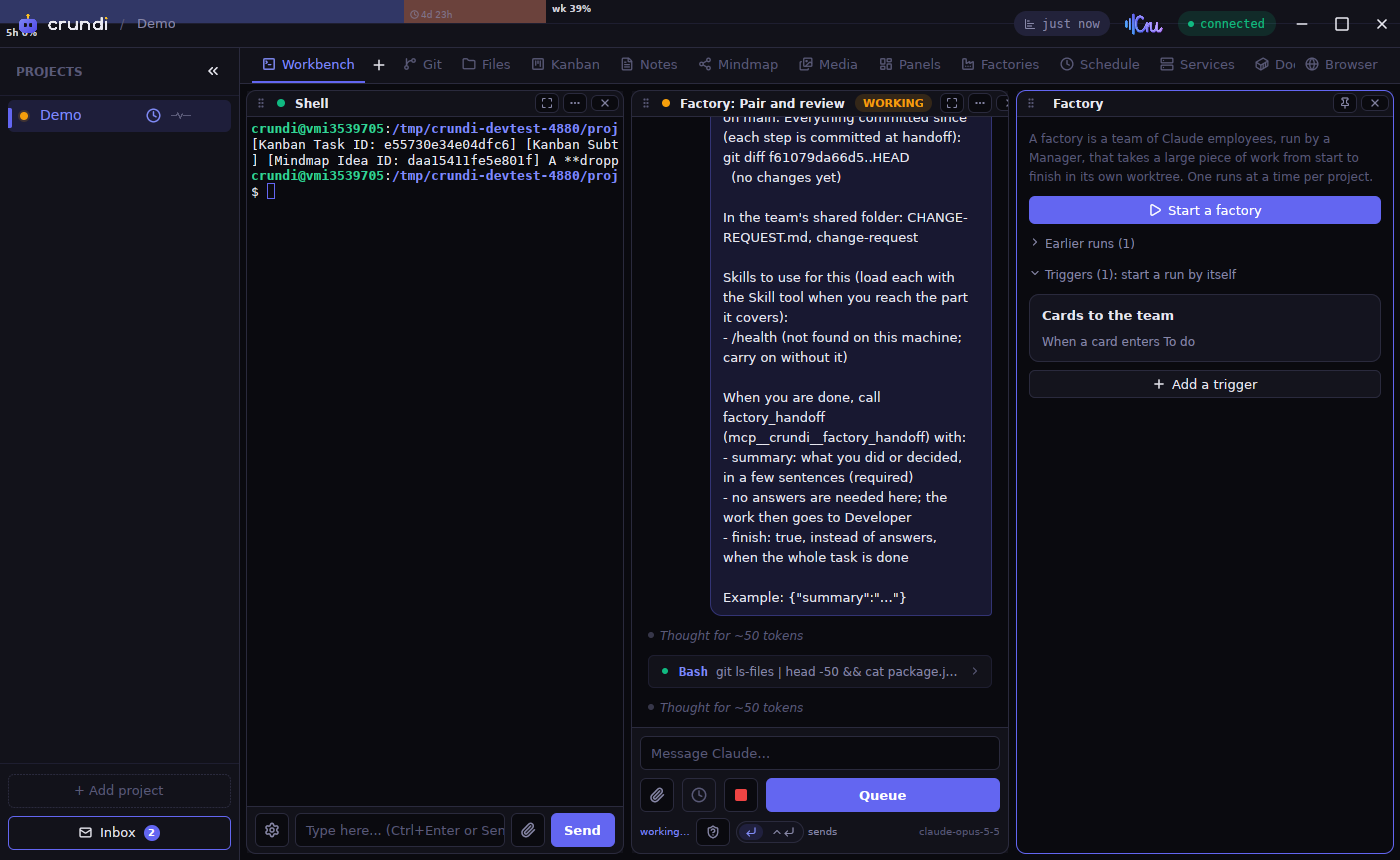 4d 23h
wk 39%
5h 6%
crundi / Demo
just now
Cru
connected
PROJECTS
Workbench
Git
Files
Kanban
Notes
Mindmap
Media
Panels
Factories
Schedule
Services
Doc
Browser
Demo
Shell
crundi@vmi3539705:/tmp/crundi-devtest-4880/proj
[Kanban Task ID: e55730e34e04dfc6] [Kanban Subt
] [Mindmap Idea ID: daa15411fe5e801f] A **dropp
crundi@vmi3539705:/tmp/crundi-devtest-4880/proj
$
Type here... (Ctrl+Enter or Sen
Send
Factory: Pair and review
WORKING
on main. Everything committed since
(each step is committed at handoff):
git diff f61079da66d5..HEAD
(no changes yet)
In the team's shared folder: CHANGE-
REQUEST.md, change-request
Skills to use for this (load each with
the Skill tool when you reach the part
it covers):
- /health (not found on this machine;
carry on without it)
When you are done, call
factory_handoff
(mcp__crundi__factory_handoff) with:
- summary: what you did or decided,
in a few sentences (required)
- no answers are needed here; the
work then goes to Developer
- finish: true, instead of answers,
when the whole task is done
Example: {"summary":"..."}
Thought for ~50 tokens
Bash git ls-files | head -50 && cat package.j...
Thought for ~50 tokens
Message Claude...
Queue
working...
sends
claude-opus-5-5
Factory
A factory is a team of Claude employees, run by a
Manager, that takes a large piece of work from start to
finish in its own worktree. One runs at a time per project.
Start a factory
Earlier runs (1)
Triggers (1): start a run by itself
Cards to the team
When a card enters To do
+ Add a trigger
+ Add project
Inbox 2